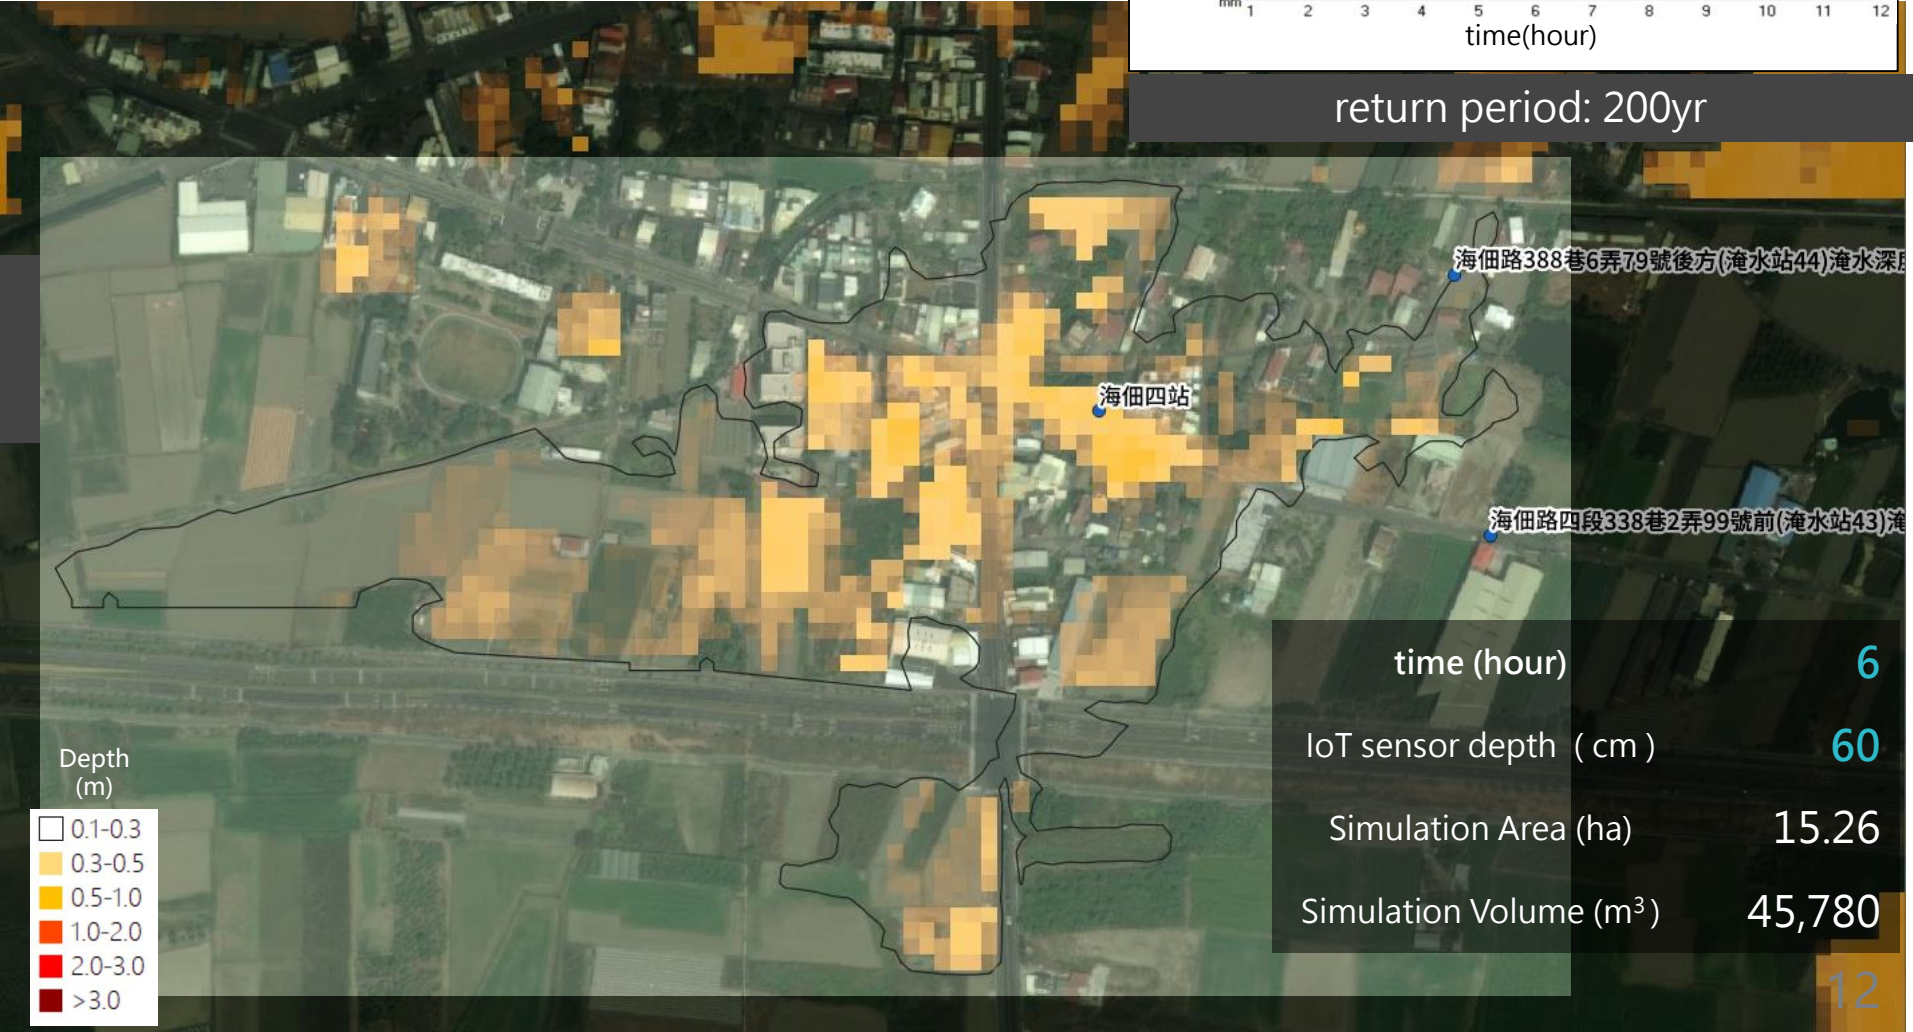 mm 1 2 3 4 5 6 7 8 9 10 11 12
time(hour)
return period: 200yr
海佃路388巷6弄79號後方(淹水站44)淹水深度
海佃四站
海佃路四段338巷2弄99號前(淹水站43)淹
time (hour) 6
IoT sensor depth ( cm ) 60
Simulation Area (ha) 15.26
Simulation Volume (m³) 45,780
Depth
(m)
0.1-0.3
0.3-0.5
0.5-1.0
1.0-2.0
2.0-3.0
>3.0
12